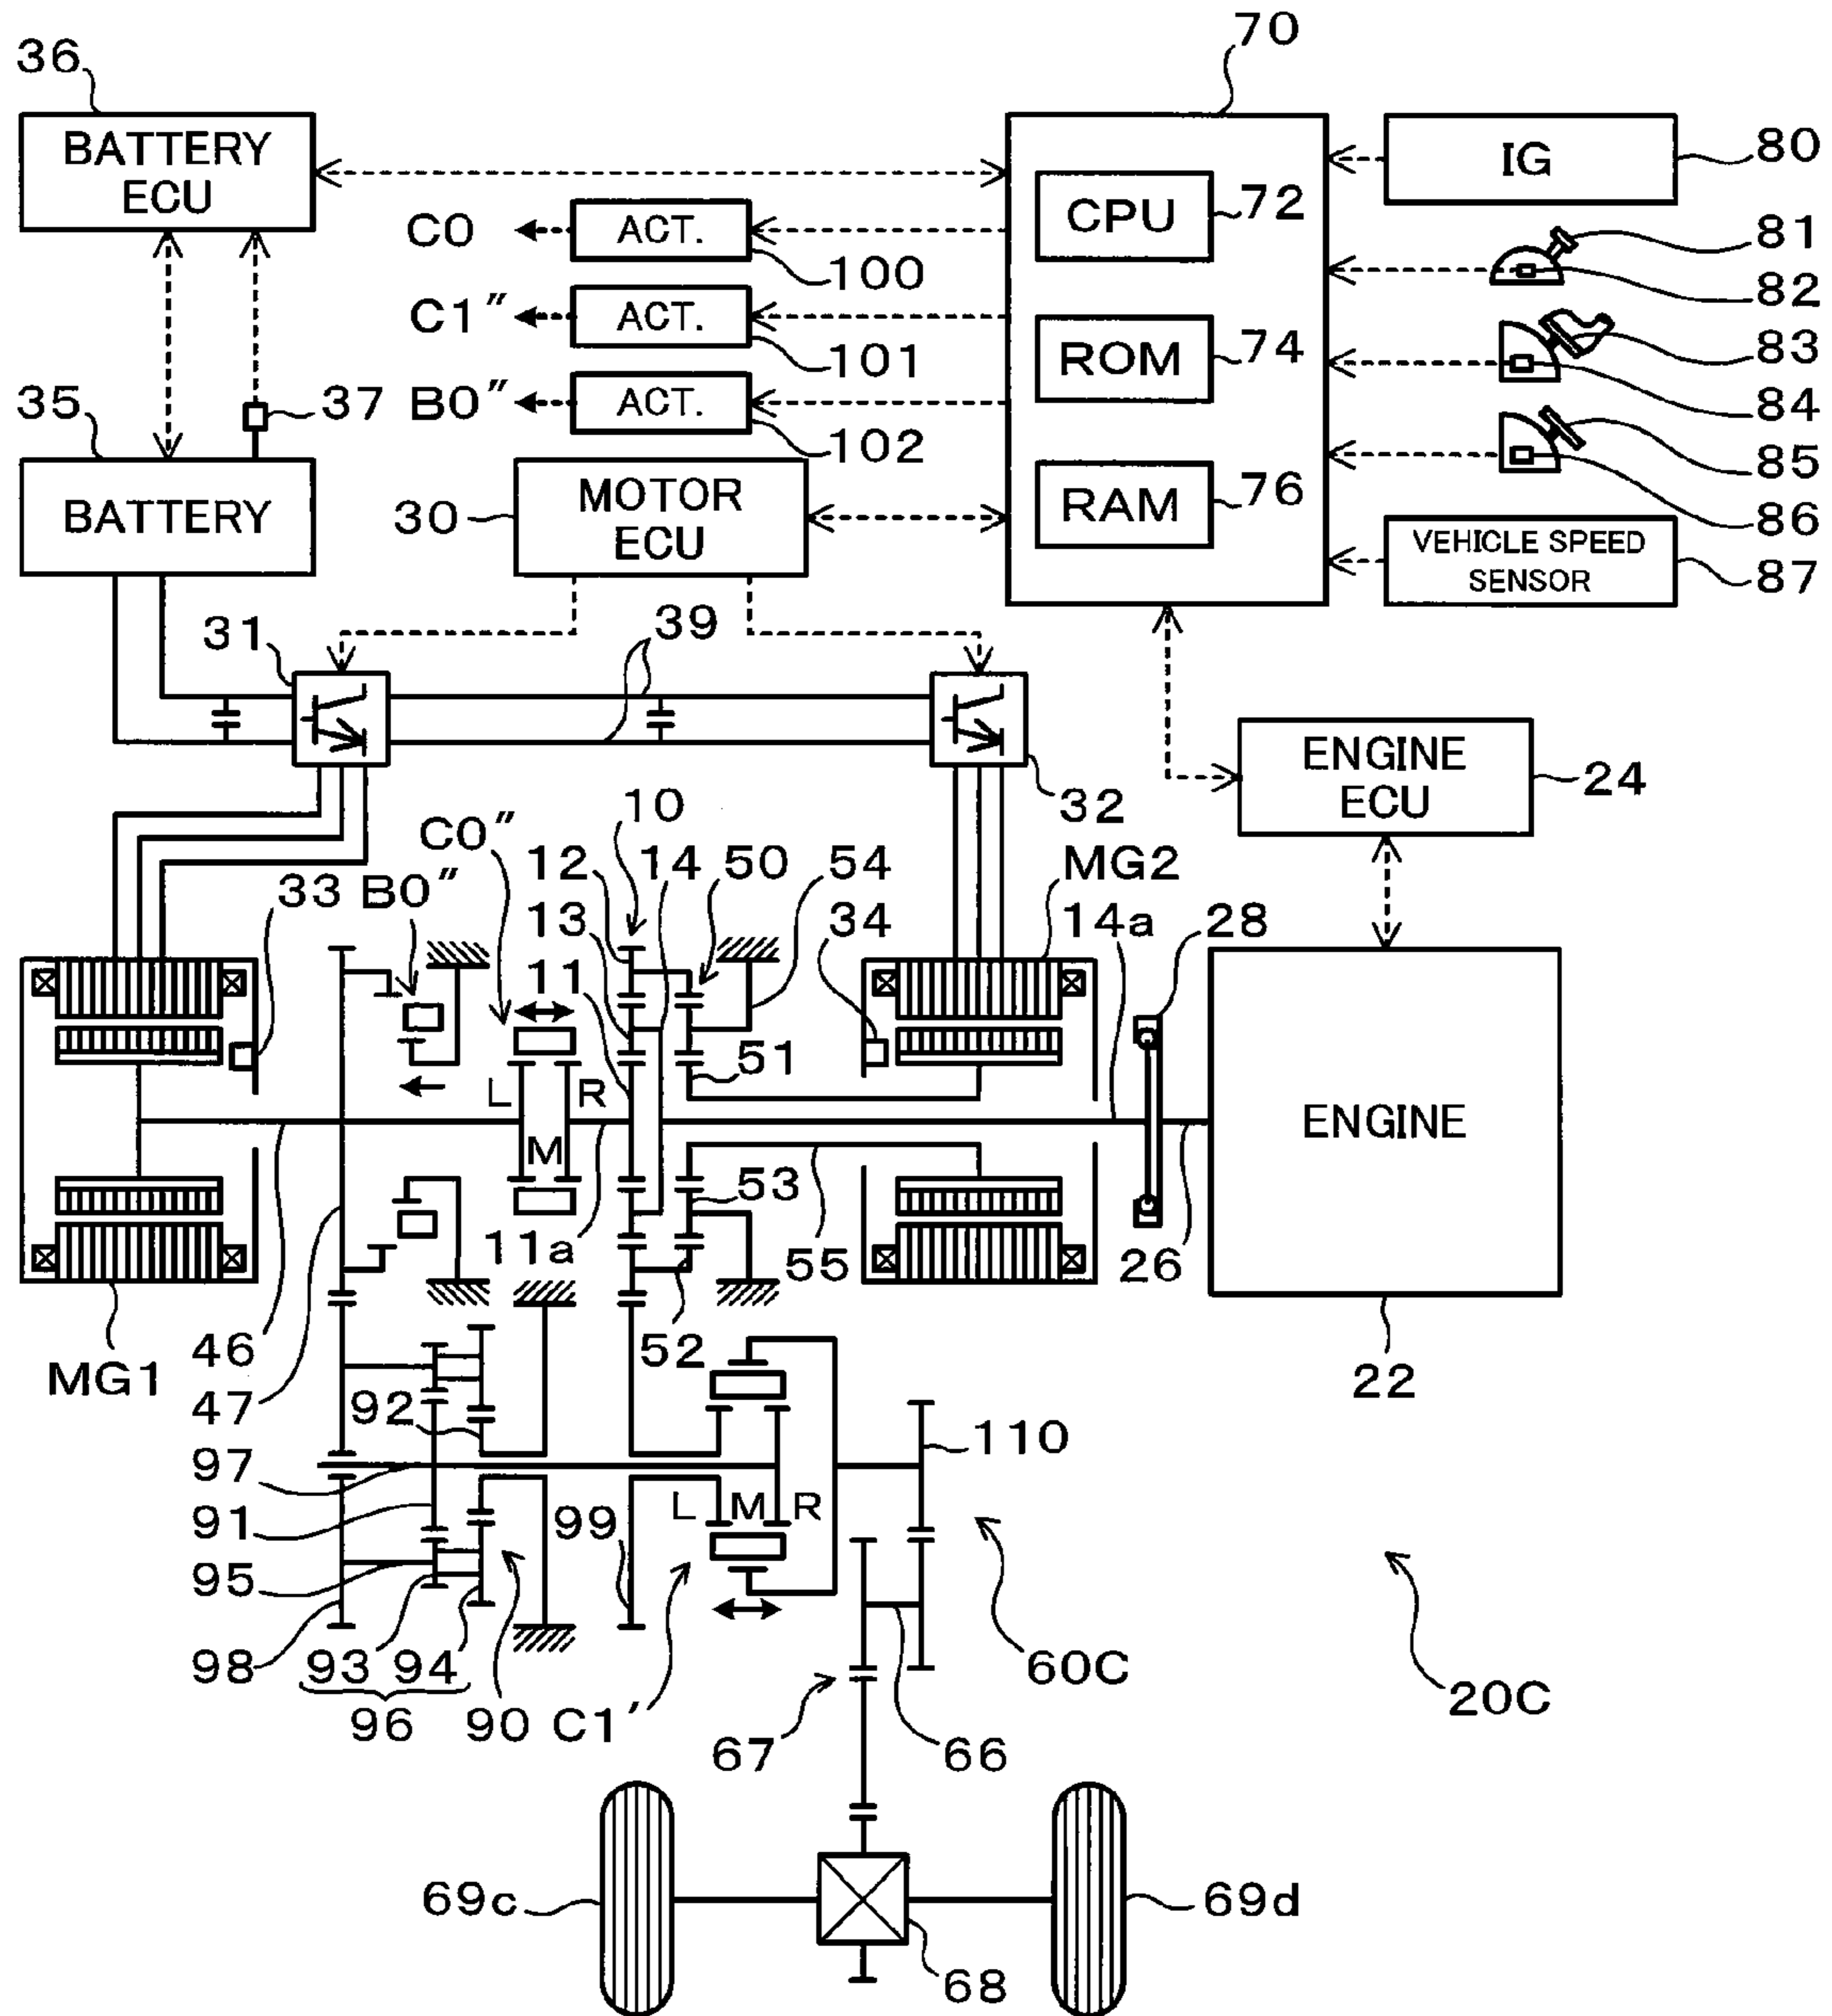 70
36
BATTERY
ECU
IG
80
CPU
72
C0
ACT.
100
81
82
C1″
ACT.
101
ROM
74
83
84
35
37
B0″
ACT.
102
85
86
BATTERY
30
MOTOR
ECU
RAM
76
VEHICLE SPEED
SENSOR
87
31
39
32
ENGINE
ECU
24
10
C0″
12
14
50
54
MG2
14a
33
B0″
13
34
28
11
51
L
R
M
ENGINE
53
11a
55
26
46
52
22
MG1
47
92
97
110
91
99
L
M
R
95
98
93
94
96
90
C1′
60C
20C
67
66
69c
69d
68